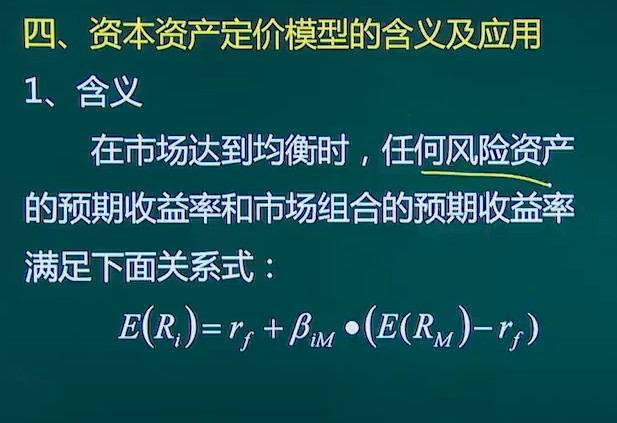 四、资本资产定价模型的含义及应用
1、含义
在市场达到均衡时，任何风险资产
的预期收益率和市场组合的预期收益率
满足下面关系式：
E(R_i)=r_f+β_{iM}•(E(R_M)−r_f)